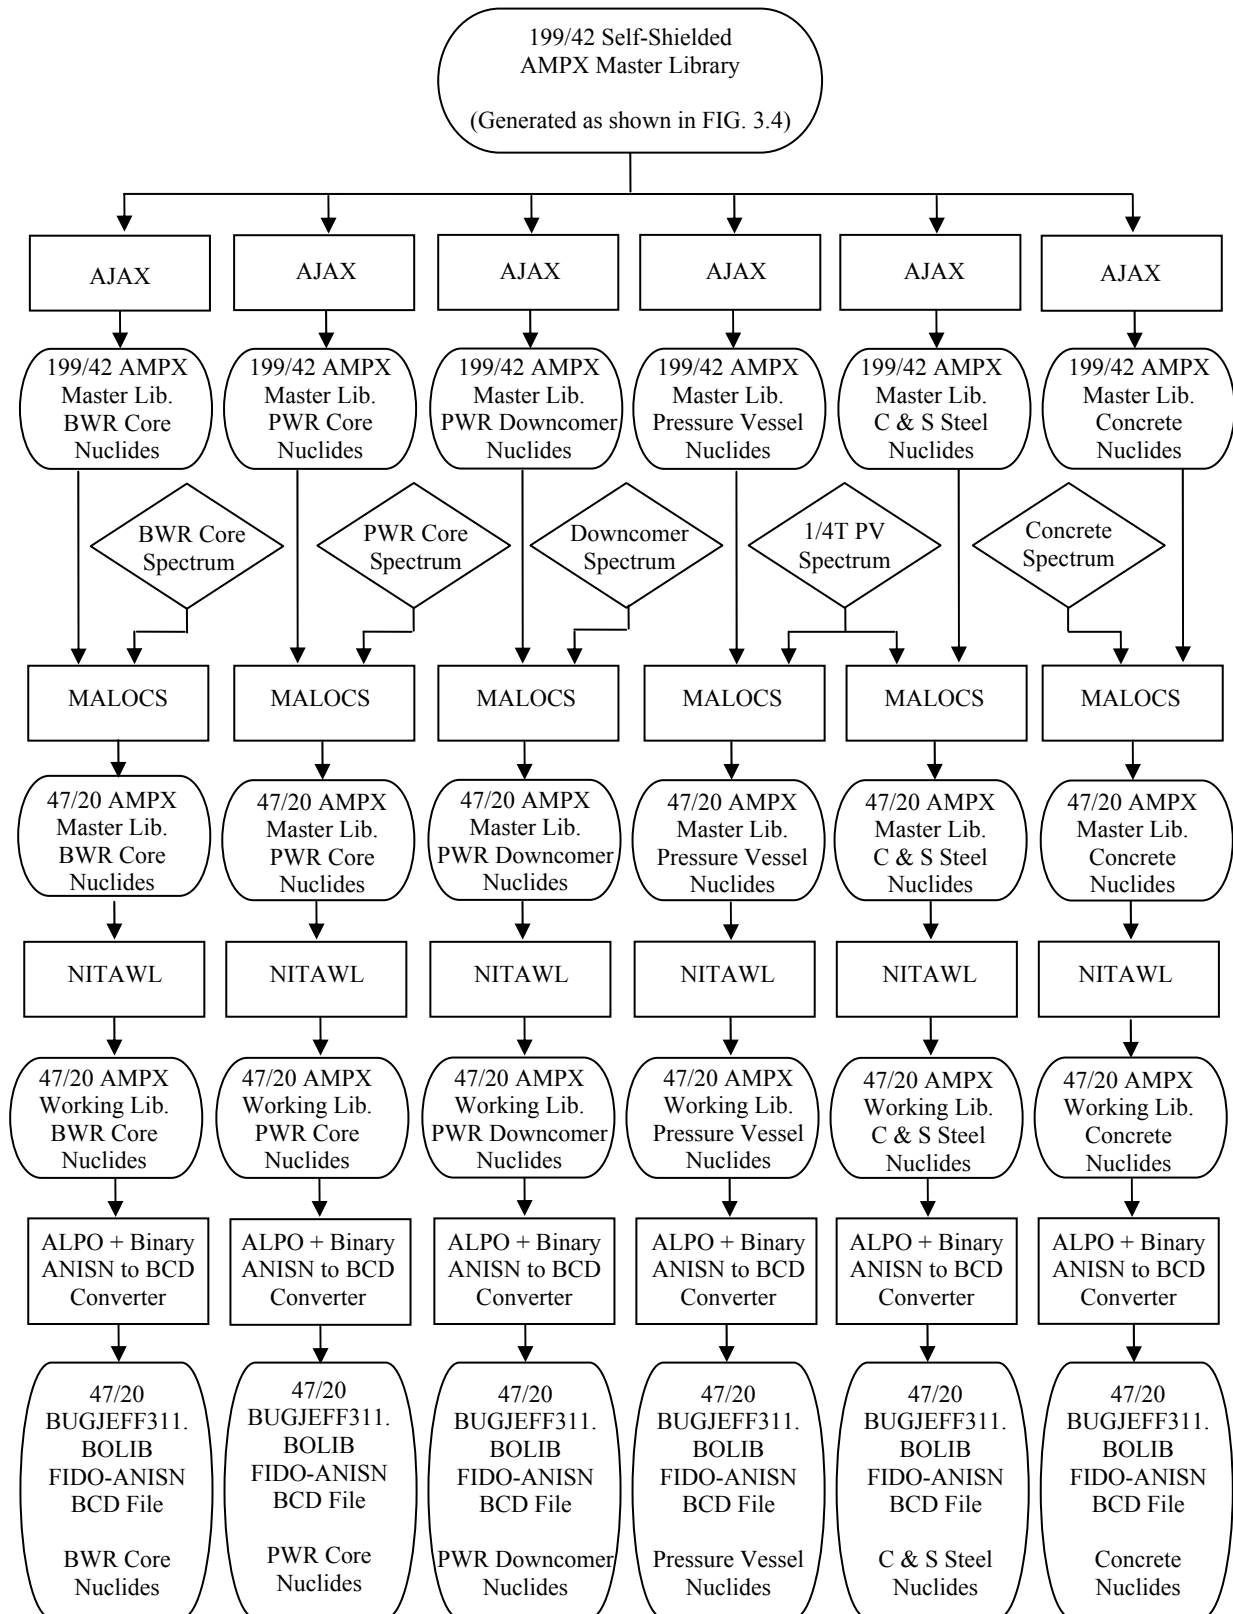 199/42 Self-Shielded
AMPX Master Library
(Generated as shown in FIG. 3.4)
AJAX
AJAX
AJAX
AJAX
AJAX
AJAX
199/42 AMPX
Master Lib.
BWR Core
Nuclides
199/42 AMPX
Master Lib.
PWR Core
Nuclides
199/42 AMPX
Master Lib.
PWR Downcomer
Nuclides
199/42 AMPX
Master Lib.
Pressure Vessel
Nuclides
199/42 AMPX
Master Lib.
C & S Steel
Nuclides
199/42 AMPX
Master Lib.
Concrete
Nuclides
BWR Core
Spectrum
PWR Core
Spectrum
Downcomer
Spectrum
1/4T PV
Spectrum
Concrete
Spectrum
MALOCS
MALOCS
MALOCS
MALOCS
MALOCS
MALOCS
47/20 AMPX
Master Lib.
BWR Core
Nuclides
47/20 AMPX
Master Lib.
PWR Core
Nuclides
47/20 AMPX
Master Lib.
PWR Downcomer
Nuclides
47/20 AMPX
Master Lib.
Pressure Vessel
Nuclides
47/20 AMPX
Master Lib.
C & S Steel
Nuclides
47/20 AMPX
Master Lib.
Concrete
Nuclides
NITAWL
NITAWL
NITAWL
NITAWL
NITAWL
NITAWL
47/20 AMPX
Working Lib.
BWR Core
Nuclides
47/20 AMPX
Working Lib.
PWR Core
Nuclides
47/20 AMPX
Working Lib.
PWR Downcomer
Nuclides
47/20 AMPX
Working Lib.
Pressure Vessel
Nuclides
47/20 AMPX
Working Lib.
C & S Steel
Nuclides
47/20 AMPX
Working Lib.
Concrete
Nuclides
ALPO + Binary
ANISN to BCD
Converter
ALPO + Binary
ANISN to BCD
Converter
ALPO + Binary
ANISN to BCD
Converter
ALPO + Binary
ANISN to BCD
Converter
ALPO + Binary
ANISN to BCD
Converter
ALPO + Binary
ANISN to BCD
Converter
47/20
BUGJEFF311.
BOLIB
FIDO-ANISN
BCD File
BWR Core
Nuclides
47/20
BUGJEFF311.
BOLIB
FIDO-ANISN
BCD File
PWR Core
Nuclides
47/20
BUGJEFF311.
BOLIB
FIDO-ANISN
BCD File
PWR Downcomer
Nuclides
47/20
BUGJEFF311.
BOLIB
FIDO-ANISN
BCD File
Pressure Vessel
Nuclides
47/20
BUGJEFF311.
BOLIB
FIDO-ANISN
BCD File
C & S Steel
Nuclides
47/20
BUGJEFF311.
BOLIB
FIDO-ANISN
BCD File
Concrete
Nuclides